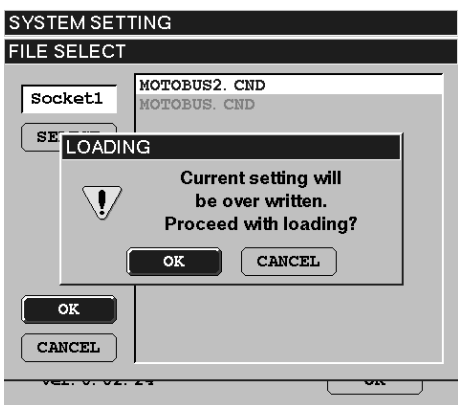 SYSTEM SETTING
FILE SELECT
Socket1
MOTOBUS2. CND
MOTOBUS. CND
LOADING
Current setting will
be over written.
Proceed with loading?
OK
CANCEL
OK
CANCEL